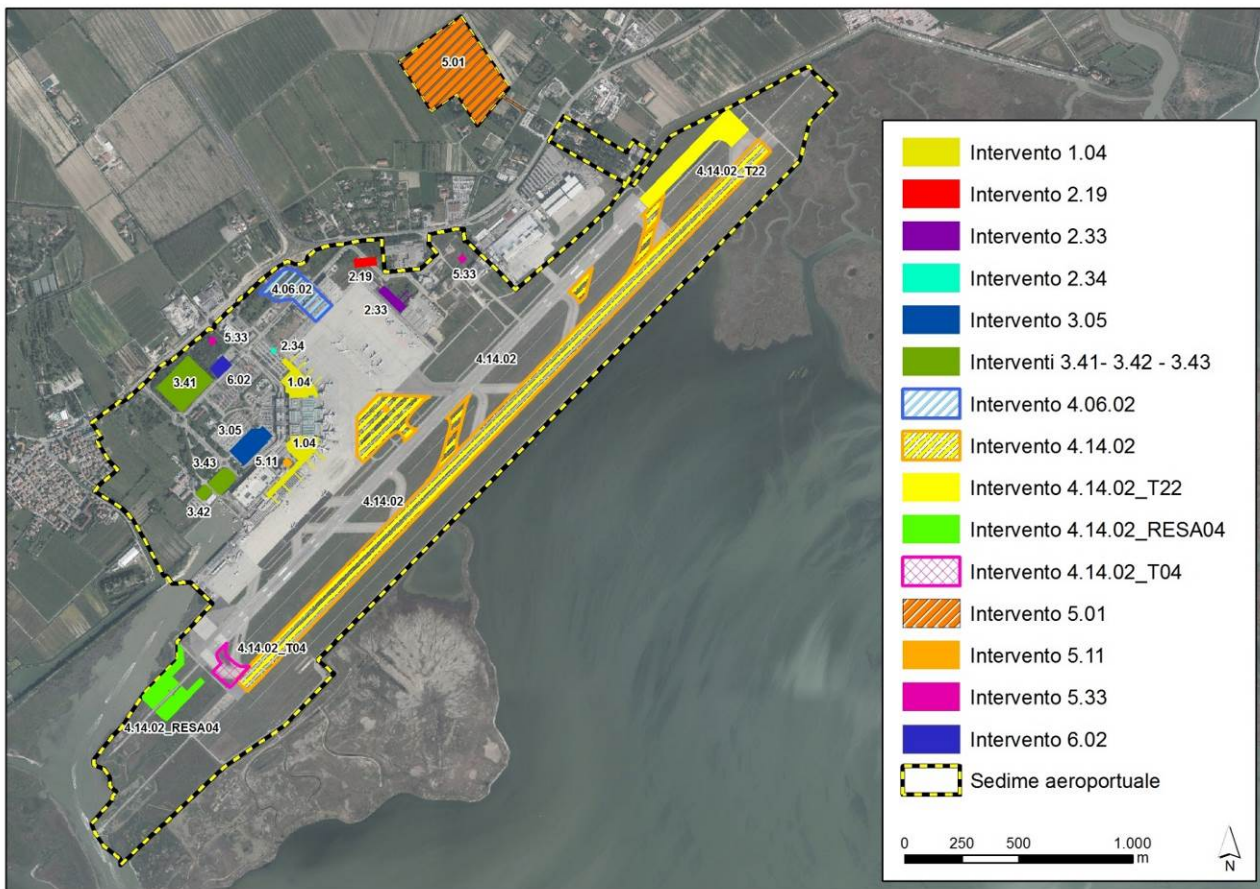 5.01
4.14.02_T22
2.19
5.33
4.06.02
2.33
5.33
2.34
4.14.02
6.02
3.41
1.04
3.05
1.04
3.43
5.11
3.42
4.14.02
4.14.02_T04
4.14.02_RESA04
Intervento 1.04
Intervento 2.19
Intervento 2.33
Intervento 2.34
Intervento 3.05
Interventi 3.41- 3.42 - 3.43
Intervento 4.06.02
Intervento 4.14.02
Intervento 4.14.02_T22
Intervento 4.14.02_RESA04
Intervento 4.14.02_T04
Intervento 5.01
Intervento 5.11
Intervento 5.33
Intervento 6.02
Sedime aeroportuale
0 250 500 1.000
m
N